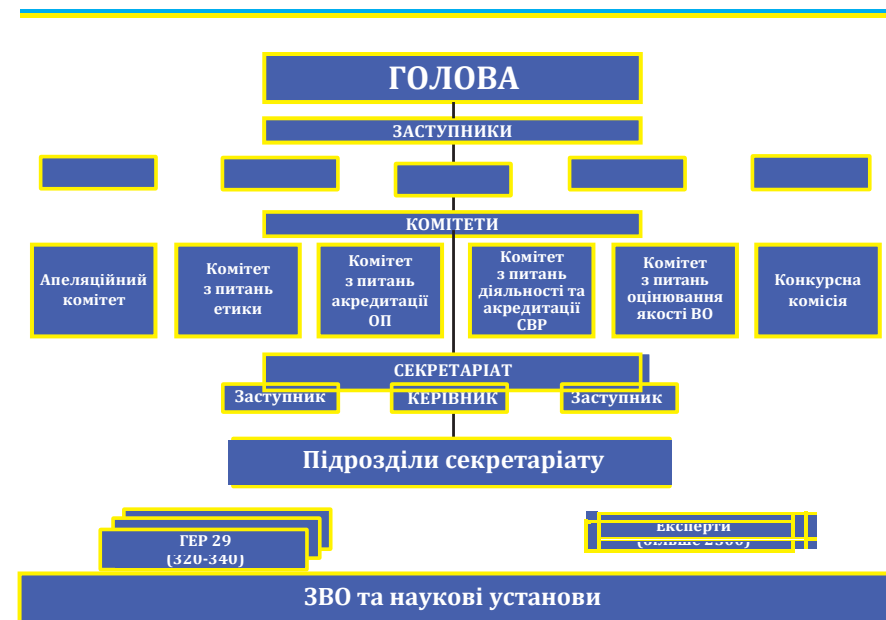 ГОЛОВА
ЗАСТУПНИКИ
КОМІТЕТИ
Апеляційний
комітет
Комітет
з питань
етики
Комітет
з питань
акредитації
ОП
Комітет
з питань
діяльності та
акредитації
СВР
Комітет
з питань
оцінювання
якості ВО
Конкурсна
комісія
СЕКРЕТАРІАТ
Заступник
КЕРІВНИК
Заступник
Підрозділи секретаріату
ГЕР 29
(320-340)
Експерти
ЗВО та наукові установи